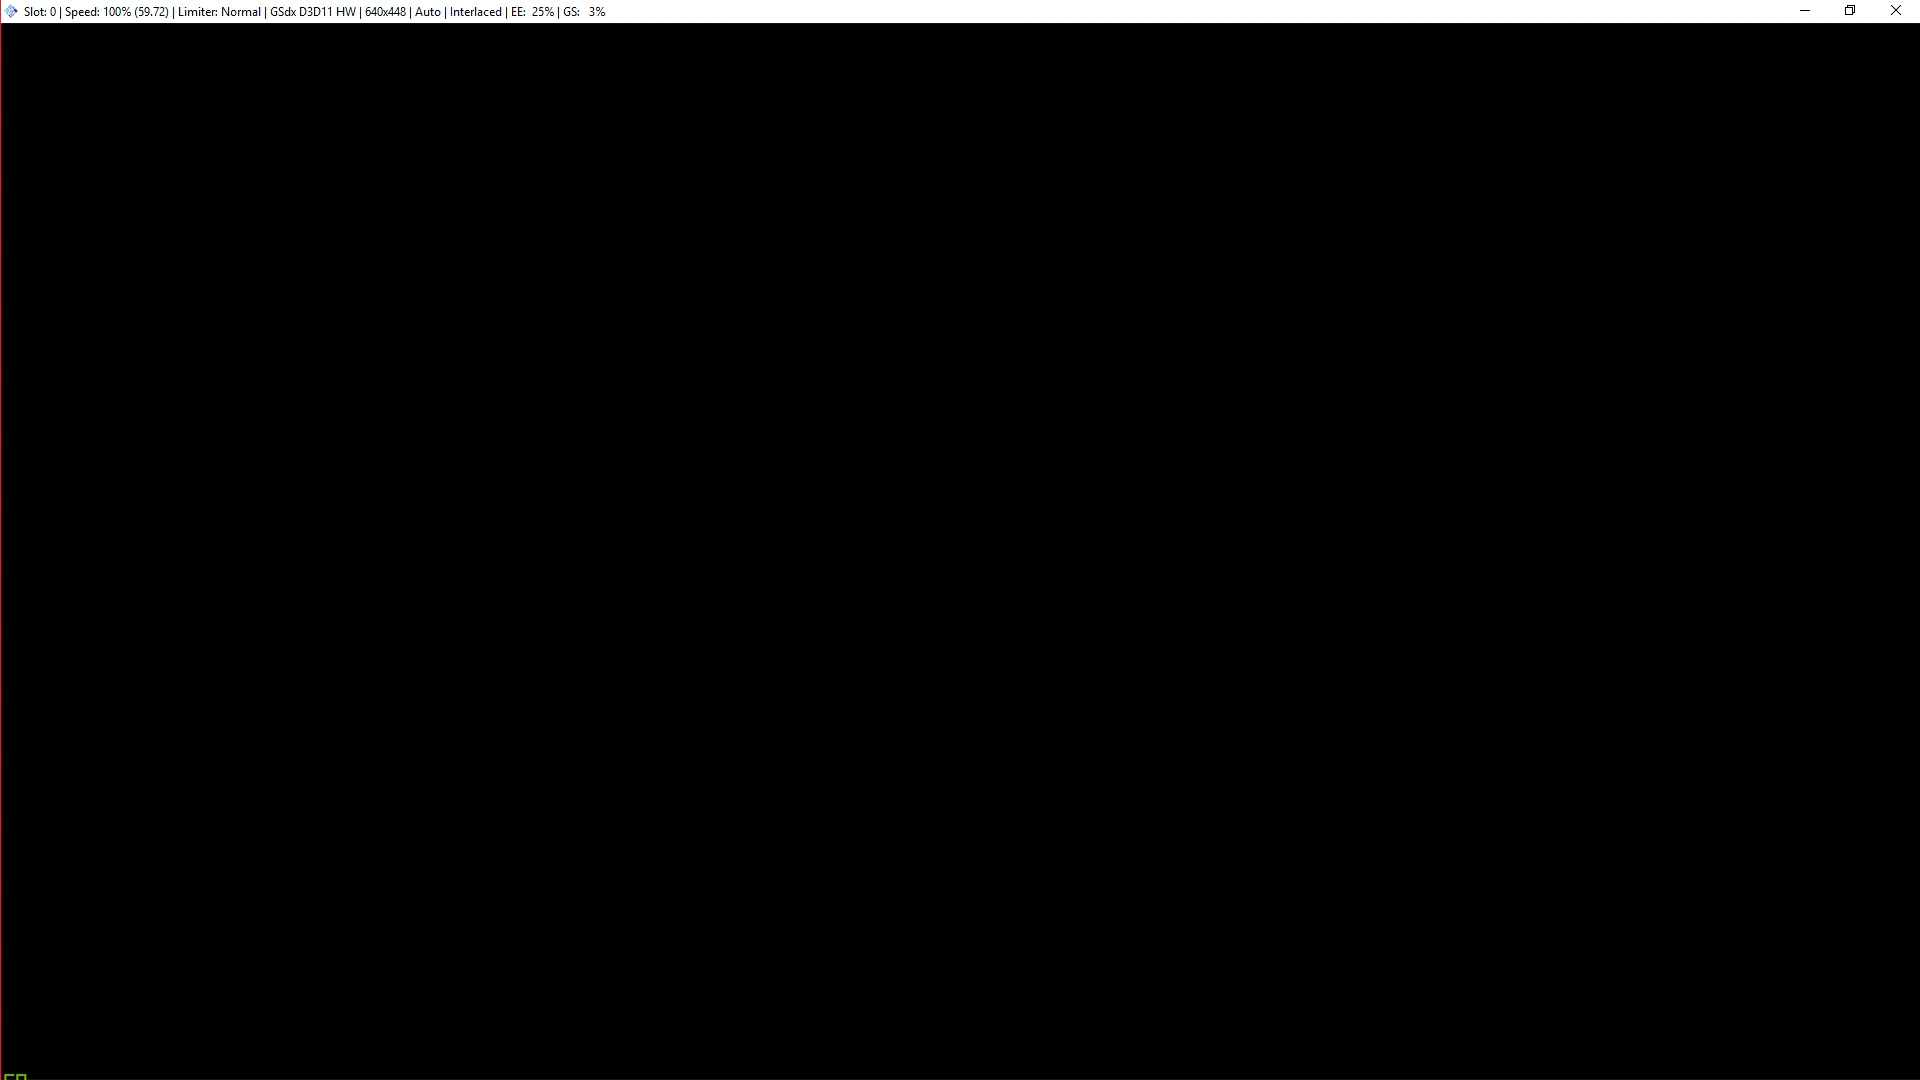 Slot: 0 | Speed: 100% (59.72) | Limiter: Normal | GSdx D3D11 HW | 640x448 | Auto | Interlaced | EE:  25% | GS:   3%